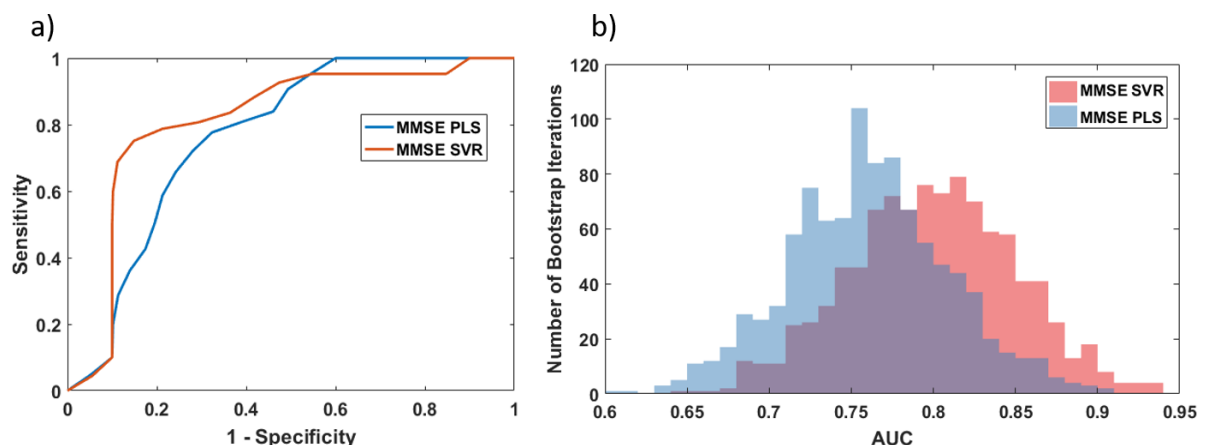 a)
1
0.8
0.6
0.4
0.2
0
Sensitivity
MMSE PLS
MMSE SVR
0
0.2
0.4
0.6
0.8
1
1 - Specificity
b)
120
100
80
60
40
20
0
Number of Bootstrap Iterations
MMSE SVR
MMSE PLS
0.6
0.65
0.7
0.75
0.8
0.85
0.9
0.95
AUC